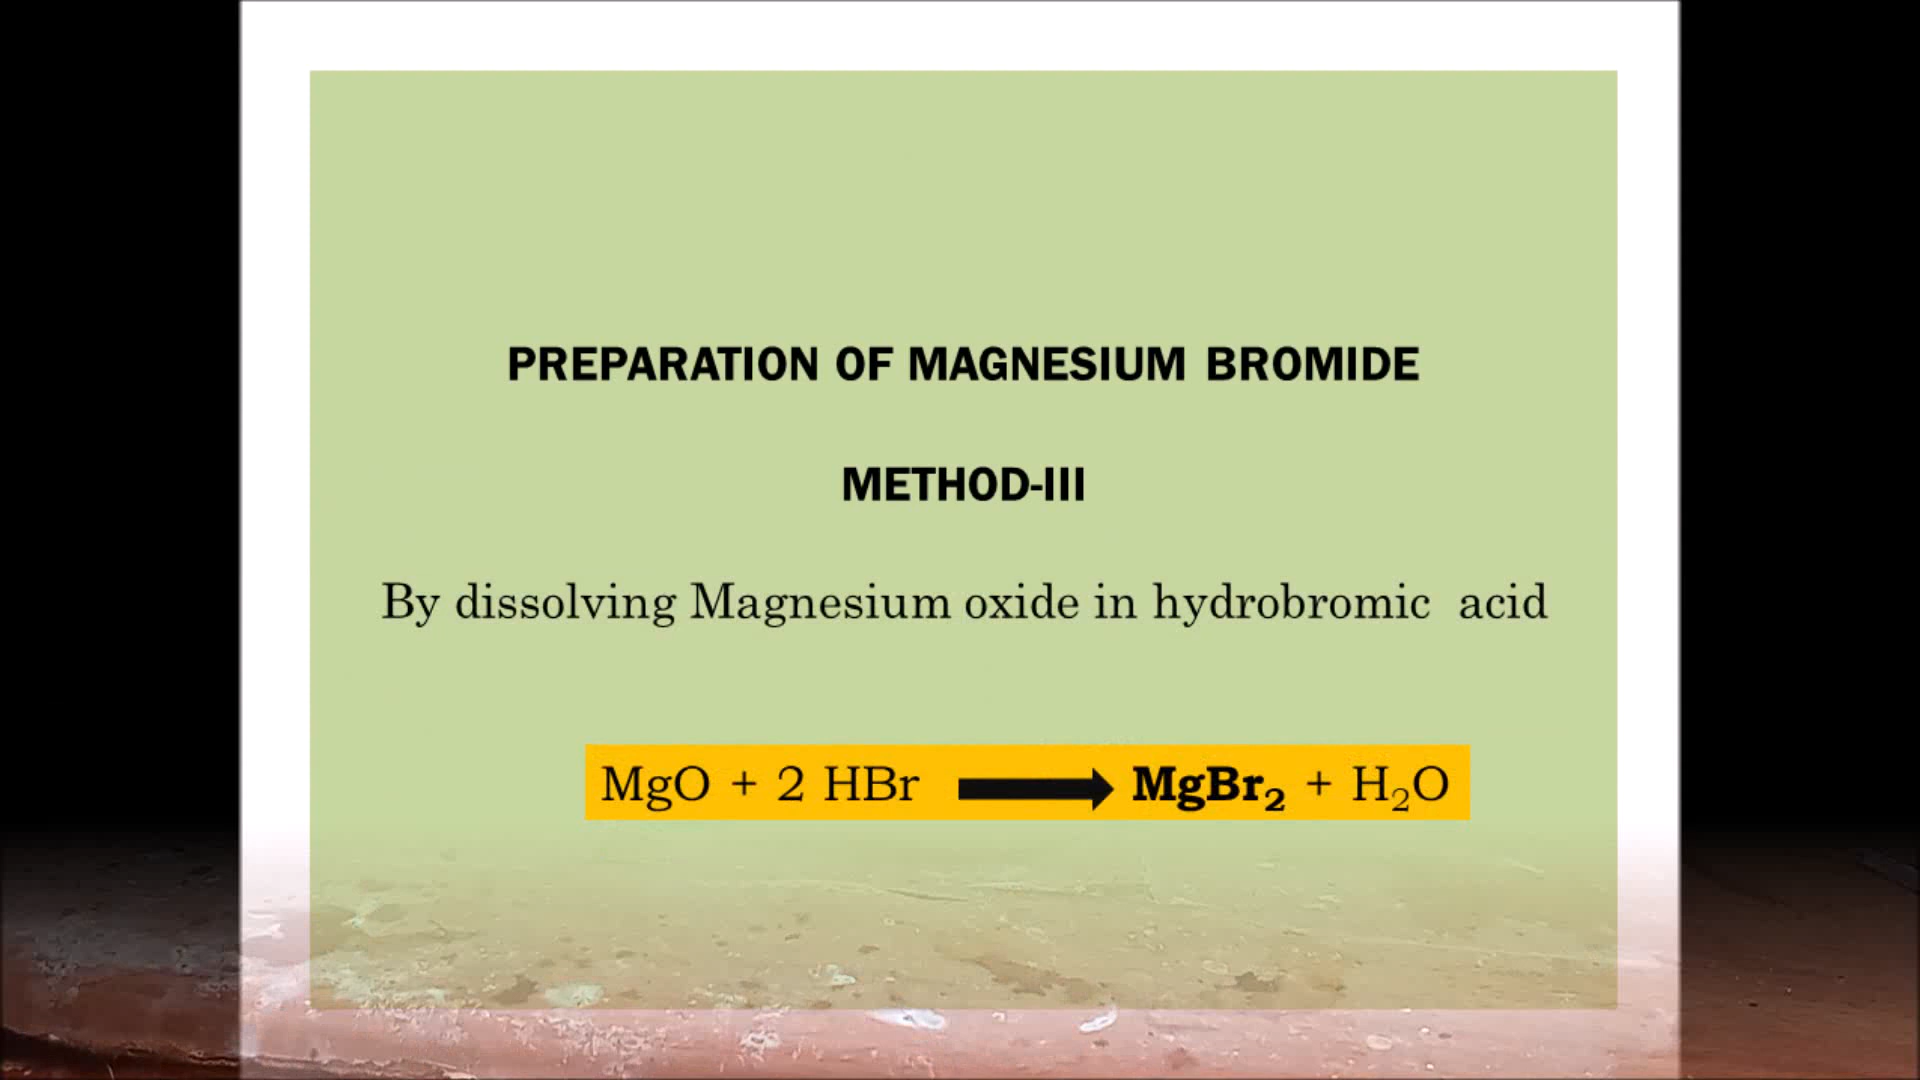 PREPARATION OF MAGNESIUM BROMIDE
METHOD-III
By dissolving Magnesium oxide in hydrobromic  acid
MgO + 2 HBr ➡ MgBr₂ + H₂O